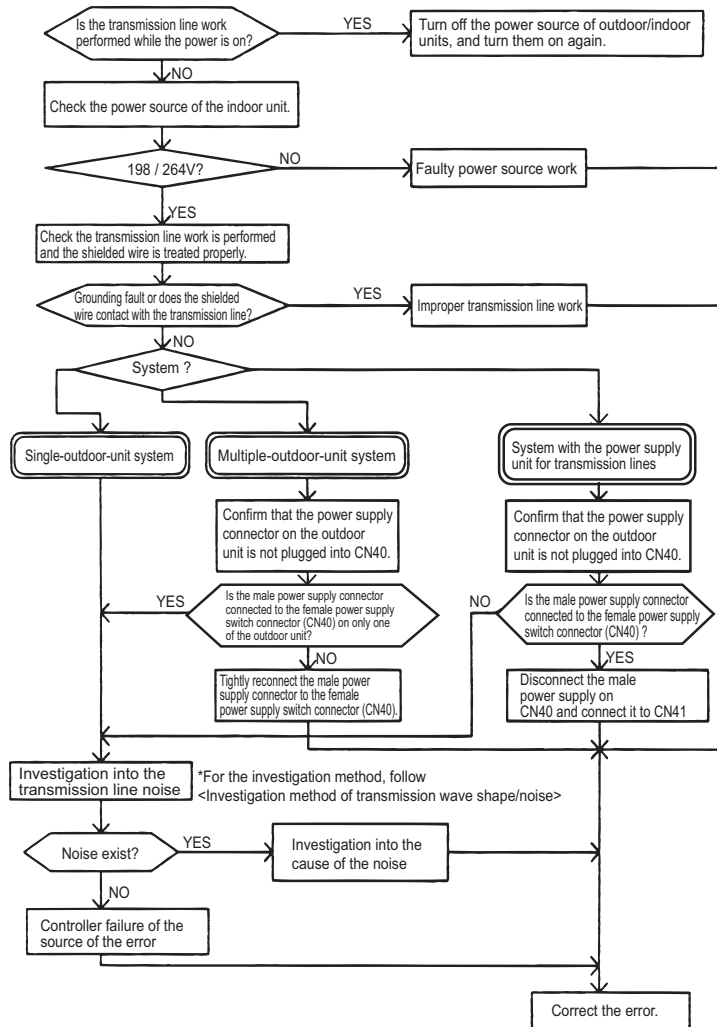 Is the transmission line work
performed while the power is on?
YES
Turn off the power source of outdoor/indoor
units, and turn them on again.
NO
Check the power source of the indoor unit.
198 / 264V?
NO
Faulty power source work
YES
Check the transmission line work is performed
and the shielded wire is treated properly.
Grounding fault or does the shielded
wire contact with the transmission line?
YES
Improper transmission line work
NO
System ?
Single-outdoor-unit system
Multiple-outdoor-unit system
System with the power supply
unit for transmission lines
Confirm that the power supply
connector on the outdoor
unit is not plugged into CN40.
Confirm that the power supply
connector on the outdoor
unit is not plugged into CN40.
YES
Is the male power supply connector
connected to the female power supply
switch connector (CN40) on only one
of the outdoor unit?
NO
Is the male power supply connector
connected to the female power supply
switch connector (CN40) ?
NO
YES
Tightly reconnect the male power
supply connector to the female
power supply switch connector (CN40).
Disconnect the male
power supply on
CN40 and connect it to CN41
Investigation into the
transmission line noise
*For the investigation method, follow
<Investigation method of transmission wave shape/noise>
Noise exist?
YES
Investigation into the
cause of the noise
NO
Controller failure of the
source of the error
Correct the error.